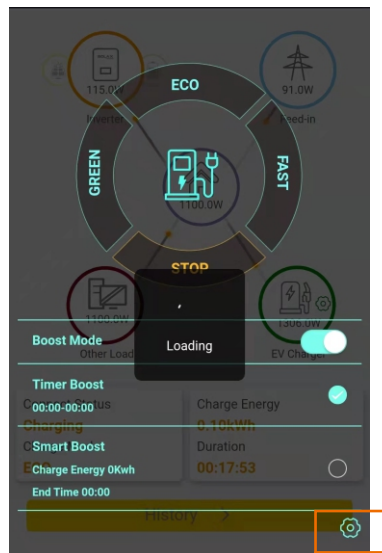 ECO
115.0W
91.0W
Inverter
Feed-in
GREEN
FAST
1100.0W
STOP
1100.0W
1306.0W
Boost Mode
Loading
Other Load
EV Charger
Timer Boost
Status
Charge Energy
00:00-00:00
Charging
0.10kWh
Smart Boost
Duration
Charge Energy 0Kwh
00:17:53
End Time 00:00
History >